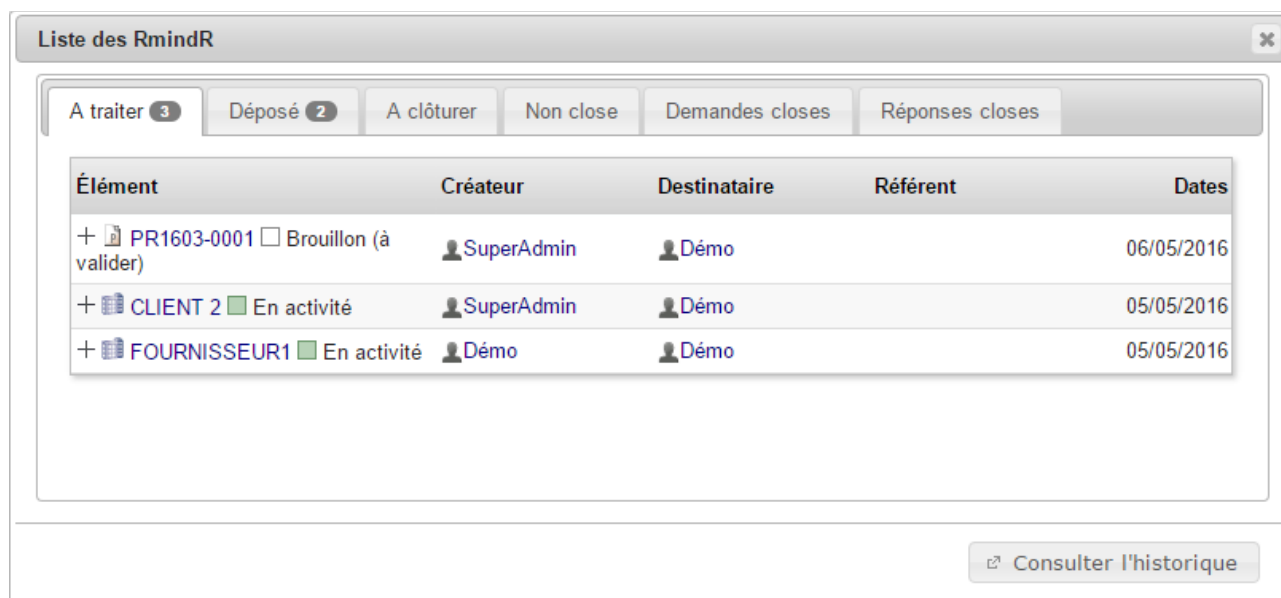 Liste des RmindR
A traiter 3 Déposé 2 A clôturer Non close Demandes closes Réponses closes
Élément Créateur Destinataire Référent Dates
PR1603-0001 Brouillon (à valider) SuperAdmin Démo 06/05/2016
CLIENT 2 En activité SuperAdmin Démo 05/05/2016
FOURNISSEUR1 En activité Démo Démo 05/05/2016
Consulter l'historique